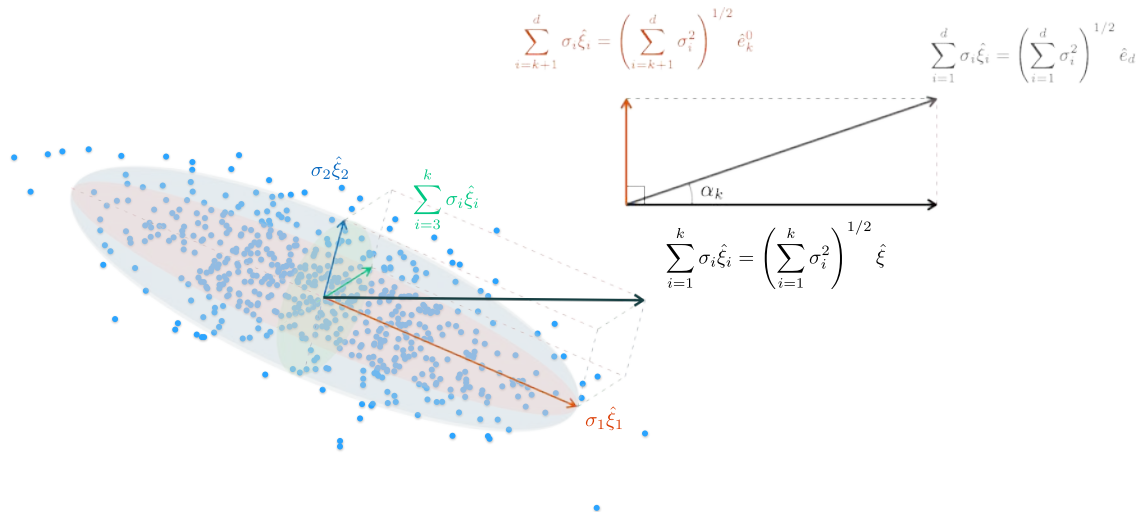 $\sum_{i=k+1}^{d} \sigma_i \hat{\xi}_i = \left( \sum_{i=k+1}^{d} \sigma_i^2 \right)^{1/2} \hat{e}_k^0$
$\sum_{i=1}^{d} \sigma_i \hat{\xi}_i = \left( \sum_{i=1}^{d} \sigma_i^2 \right)^{1/2} \hat{e}_d$
$\sigma_2 \hat{\xi}_2$
$\sum_{i=3}^{k} \sigma_i \hat{\xi}_i$
$\alpha_k$
$\sum_{i=1}^{k} \sigma_i \hat{\xi}_i = \left( \sum_{i=1}^{k} \sigma_i^2 \right)^{1/2} \hat{\xi}$
$\sigma_1 \hat{\xi}_1$